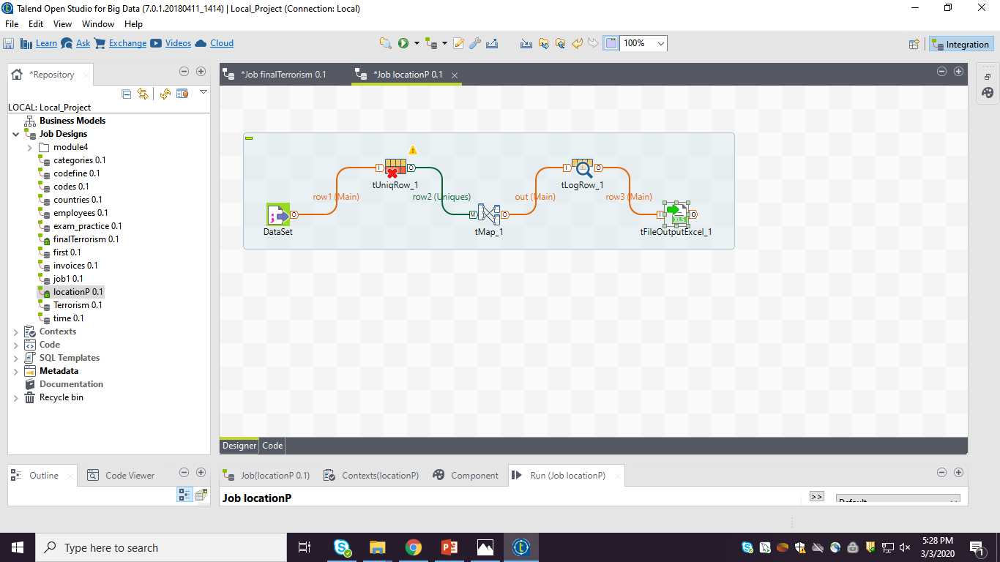 Talend Open Studio for Big Data (7.0.1.20180411_1414) | Local_Project (Connection: Local)
File Edit View Window Help
Learn Ask Exchange Videos Cloud 100% Integration
*Repository
*Job finalTerrorism 0.1 *Job locationP 0.1
LOCAL: Local_Project
Business Models
Job Designs
module4
categories 0.1
codefine 0.1
codes 0.1
countries 0.1
employees 0.1
exam_practice 0.1
finalTerrorism 0.1
first 0.1
invoices 0.1
job1 0.1
locationP 0.1
Terrorism 0.1
time 0.1
Contexts
Code
SQL Templates
Metadata
Documentation
Recycle bin
I O I O
tUniqRow_1 tLogRow_1
row1 (Main) row2 (Uniques) out (Main) row3 (Main)
O M O I XLS O
DataSet tMap_1 tFileOutputExcel_1
Designer Code
Outline Code Viewer
Job(locationP 0.1) Contexts(locationP) Component Run (Job locationP)
Job locationP >> Default
Type here to search
5:28 PM
3/3/2020
1